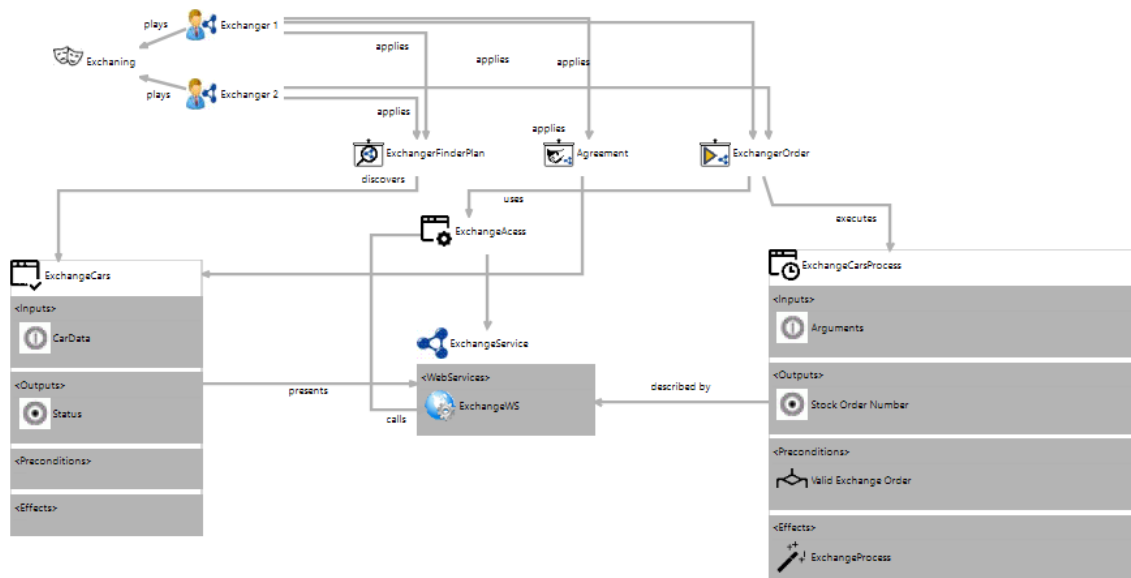 plays
Exchanger 1
applies
applies
applies
Exchaning
plays
Exchanger 2
applies
applies
ExchangerFinderPlan
Agreement
ExchangerOrder
discovers
uses
executes
ExchangeAcess
ExchangeCars
ExchangeCarsProcess
<Inputs>
CarData
<Outputs>
Status
<Preconditions>
<Effects>
presents
ExchangeService
<WebServices>
ExchangeWS
calls
described by
<Inputs>
Arguments
<Outputs>
Stock Order Number
<Preconditions>
Valid Exchange Order
<Effects>
ExchangeProcess